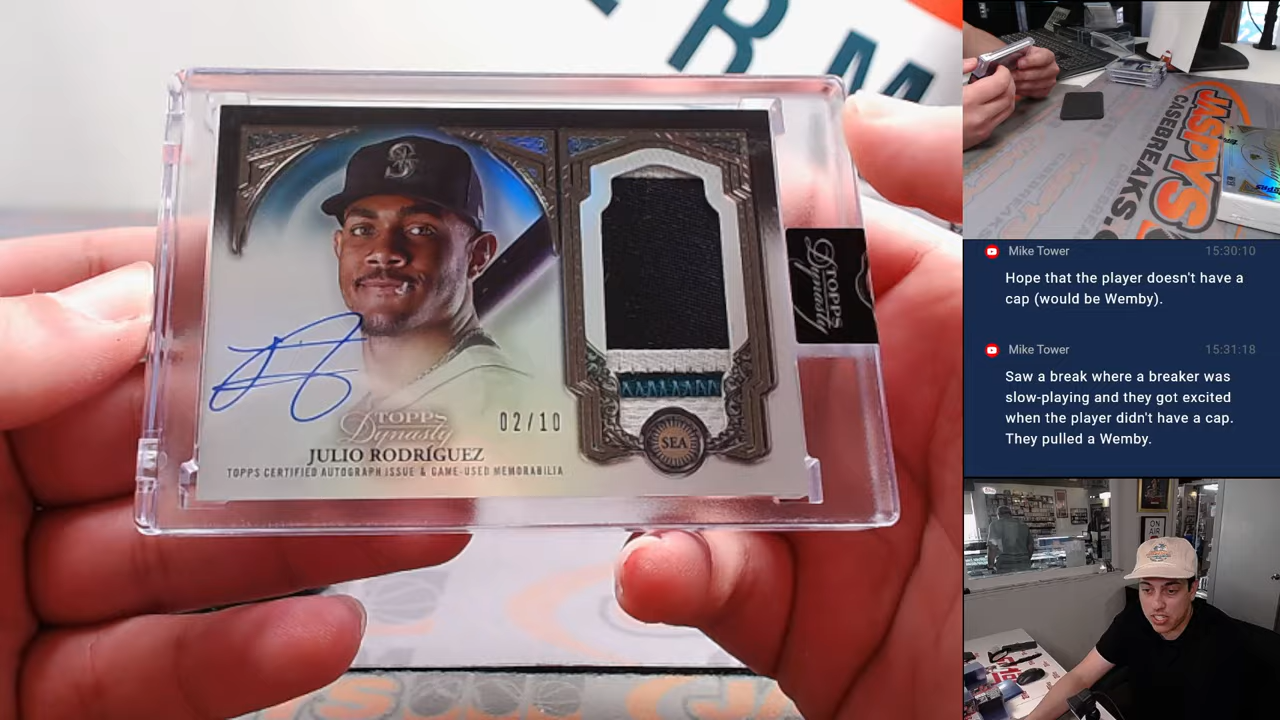 TOPPS
Dynasty
02/10
JULIO RODRÍGUEZ
TOPPS CERTIFIED AUTOGRAPH ISSUE & GAME-USED MEMORABILIA
SEA
TOPPS
Dynasty
JASPYS
CASEBREAKS.
Mike Tower 15:30:10
Hope that the player doesn't have a
cap (would be Wemby).
Mike Tower 15:31:18
Saw a break where a breaker was
slow-playing and they got excited
when the player didn't have a cap.
They pulled a Wemby.
ON
AIR